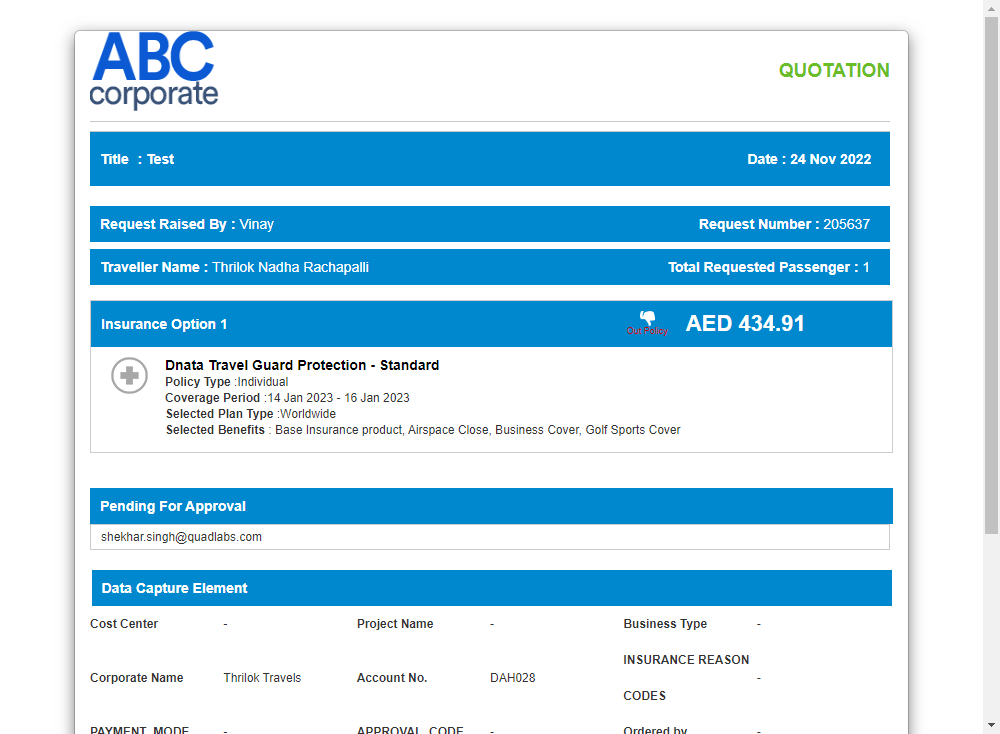 ABC
corporate
QUOTATION
Title : Test
Date : 24 Nov 2022
Request Raised By : Vinay
Request Number : 205637
Traveller Name : Thrilok Nadha Rachapalli
Total Requested Passenger : 1
Insurance Option 1
Out Policy
AED 434.91
Dnata Travel Guard Protection - Standard
Policy Type :Individual
Coverage Period :14 Jan 2023 - 16 Jan 2023
Selected Plan Type :Worldwide
Selected Benefits : Base Insurance product, Airspace Close, Business Cover, Golf Sports Cover
Pending For Approval
shekhar.singh@quadlabs.com
Data Capture Element
Cost Center - Project Name - Business Type -
Corporate Name Thrilok Travels Account No. DAH028 INSURANCE REASON CODES -
PAYMENT_MODE - APPROVAL_CODE - Ordered by -